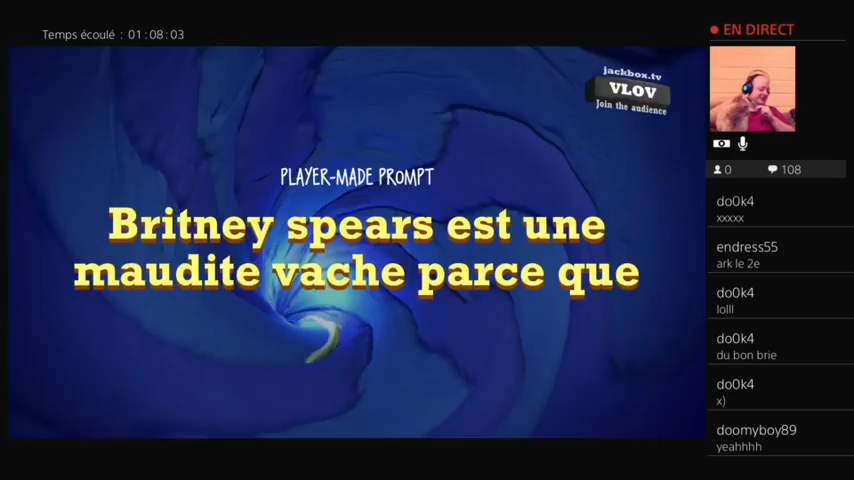 Temps écoulé : 01:08:03
EN DIRECT
jackbox.tv
VLOV
Join the audience
PLAYER-MADE PROMPT
Britney spears est une
maudite vache parce que
0 108
do0k4
xxxxx
endress55
ark le 2e
do0k4
lolll
do0k4
du bon brie
do0k4
x)
doomyboy89
yeahhhh